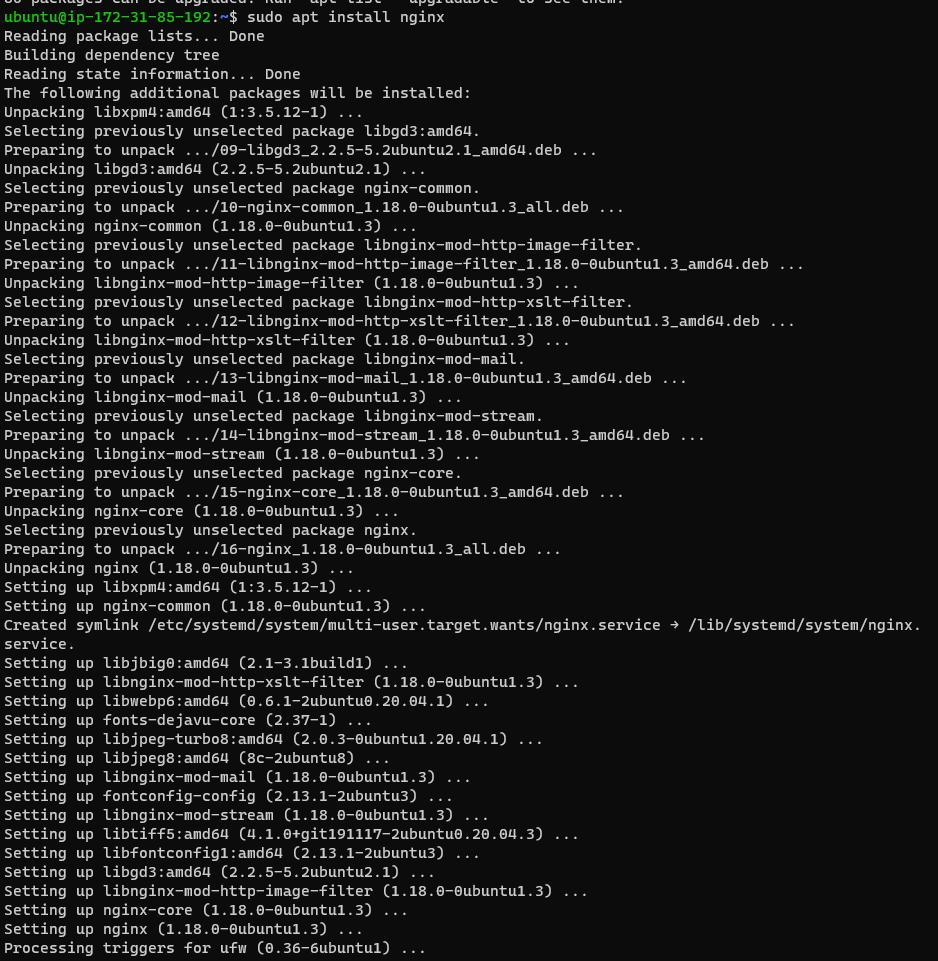 ubuntu@ip-172-31-85-192:~$ sudo apt install nginx
Reading package lists... Done
Building dependency tree
Reading state information... Done
The following additional packages will be installed:
Unpacking libxpm4:amd64 (1:3.5.12-1) ...
Selecting previously unselected package libgd3:amd64.
Preparing to unpack .../09-libgd3_2.2.5-5.2ubuntu2.1_amd64.deb ...
Unpacking libgd3:amd64 (2.2.5-5.2ubuntu2.1) ...
Selecting previously unselected package nginx-common.
Preparing to unpack .../10-nginx-common_1.18.0-0ubuntu1.3_all.deb ...
Unpacking nginx-common (1.18.0-0ubuntu1.3) ...
Selecting previously unselected package libnginx-mod-http-image-filter.
Preparing to unpack .../11-libnginx-mod-http-image-filter_1.18.0-0ubuntu1.3_amd64.deb ...
Unpacking libnginx-mod-http-image-filter (1.18.0-0ubuntu1.3) ...
Selecting previously unselected package libnginx-mod-http-xslt-filter.
Preparing to unpack .../12-libnginx-mod-http-xslt-filter_1.18.0-0ubuntu1.3_amd64.deb ...
Unpacking libnginx-mod-http-xslt-filter (1.18.0-0ubuntu1.3) ...
Selecting previously unselected package libnginx-mod-mail.
Preparing to unpack .../13-libnginx-mod-mail_1.18.0-0ubuntu1.3_amd64.deb ...
Unpacking libnginx-mod-mail (1.18.0-0ubuntu1.3) ...
Selecting previously unselected package libnginx-mod-stream.
Preparing to unpack .../14-libnginx-mod-stream_1.18.0-0ubuntu1.3_amd64.deb ...
Unpacking libnginx-mod-stream (1.18.0-0ubuntu1.3) ...
Selecting previously unselected package nginx-core.
Preparing to unpack .../15-nginx-core_1.18.0-0ubuntu1.3_amd64.deb ...
Unpacking nginx-core (1.18.0-0ubuntu1.3) ...
Selecting previously unselected package nginx.
Preparing to unpack .../16-nginx_1.18.0-0ubuntu1.3_all.deb ...
Unpacking nginx (1.18.0-0ubuntu1.3) ...
Setting up libxpm4:amd64 (1:3.5.12-1) ...
Setting up nginx-common (1.18.0-0ubuntu1.3) ...
Created symlink /etc/systemd/system/multi-user.target.wants/nginx.service → /lib/systemd/system/nginx.
service.
Setting up libjbig0:amd64 (2.1-3.1build1) ...
Setting up libnginx-mod-http-xslt-filter (1.18.0-0ubuntu1.3) ...
Setting up libwebp6:amd64 (0.6.1-2ubuntu0.20.04.1) ...
Setting up fonts-dejavu-core (2.37-1) ...
Setting up libjpeg-turbo8:amd64 (2.0.3-0ubuntu1.20.04.1) ...
Setting up libjpeg8:amd64 (8c-2ubuntu8) ...
Setting up libnginx-mod-mail (1.18.0-0ubuntu1.3) ...
Setting up fontconfig-config (2.13.1-2ubuntu3) ...
Setting up libnginx-mod-stream (1.18.0-0ubuntu1.3) ...
Setting up libtiff5:amd64 (4.1.0+git191117-2ubuntu0.20.04.3) ...
Setting up libfontconfig1:amd64 (2.13.1-2ubuntu3) ...
Setting up libgd3:amd64 (2.2.5-5.2ubuntu2.1) ...
Setting up libnginx-mod-http-image-filter (1.18.0-0ubuntu1.3) ...
Setting up nginx-core (1.18.0-0ubuntu1.3) ...
Setting up nginx (1.18.0-0ubuntu1.3) ...
Processing triggers for ufw (0.36-6ubuntu1) ...